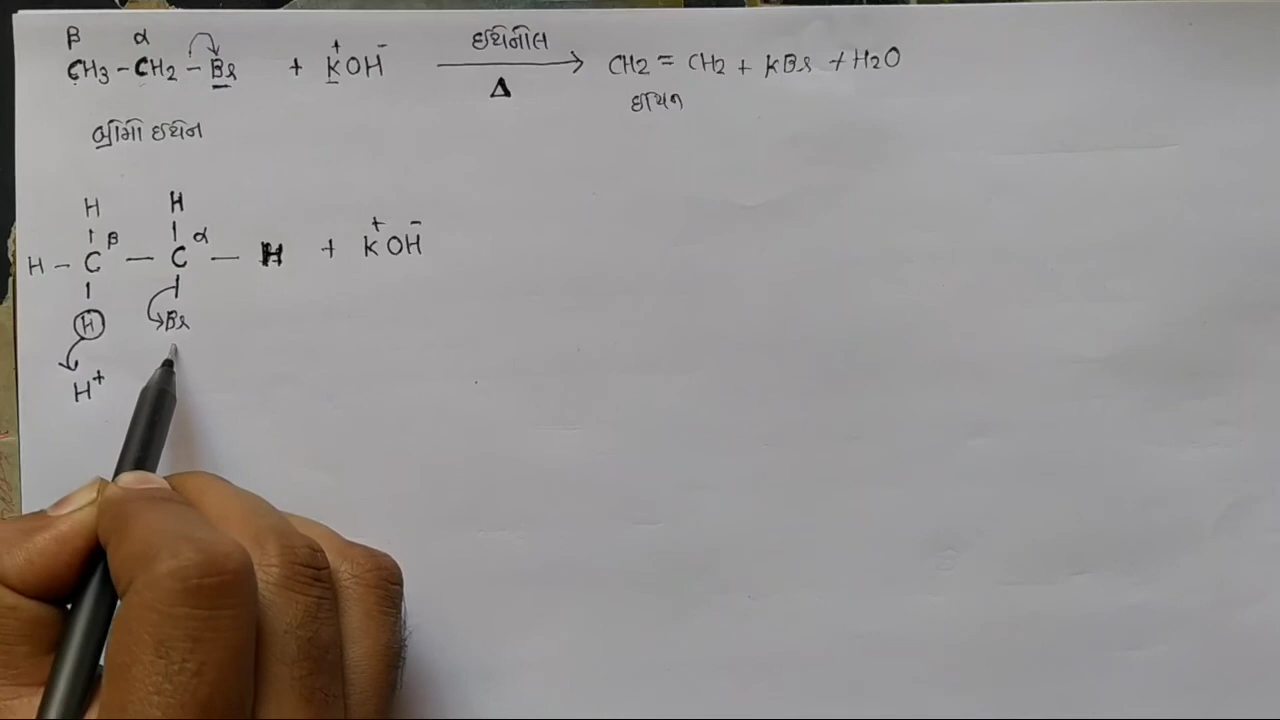 β α
CH3 – CH2 – Br + K⁺OH⁻ ઇથેનોલ Δ → CH2 = CH2 + KBr + H2O
ઇથિન
બ્રોમો ઇથેન
H H
H – C β – C α – H + K⁺OH⁻
H Br
H⁺